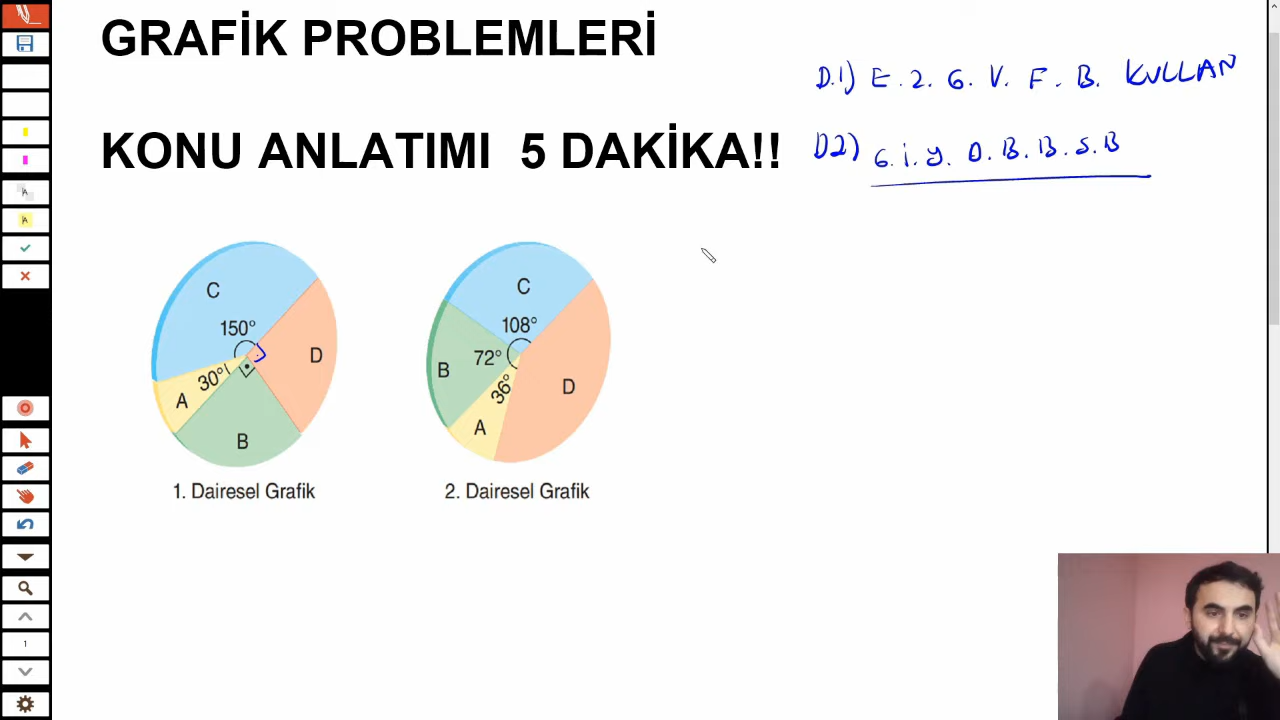 GRAFİK PROBLEMLERİ
KONU ANLATIMI 5 DAKİKA!!
D.1) E. 2. G. V. F. B. KULLAN
D2) G. İ. Y. D. B. B. S. B
C
150°
D
30°
A
B
1. Dairesel Grafik
C
108°
72°
B
36°
D
A
2. Dairesel Grafik
A
A
1